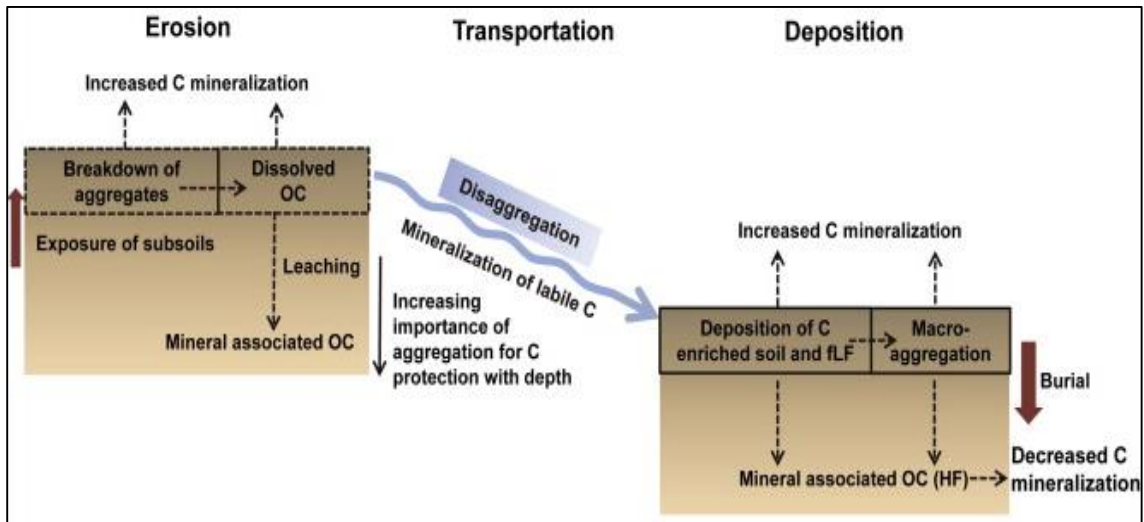 Erosion
Transportation
Deposition
Increased C mineralization
Breakdown of
aggregates
Dissolved
OC
Exposure of subsoils
Leaching
Mineral associated OC
Increasing
importance of
aggregation for C
protection with depth
Disaggregation
Mineralization of labile C
Increased C mineralization
Deposition of C
enriched soil and fLF
Macro-
aggregation
Burial
Mineral associated OC (HF)
Decreased C
mineralization